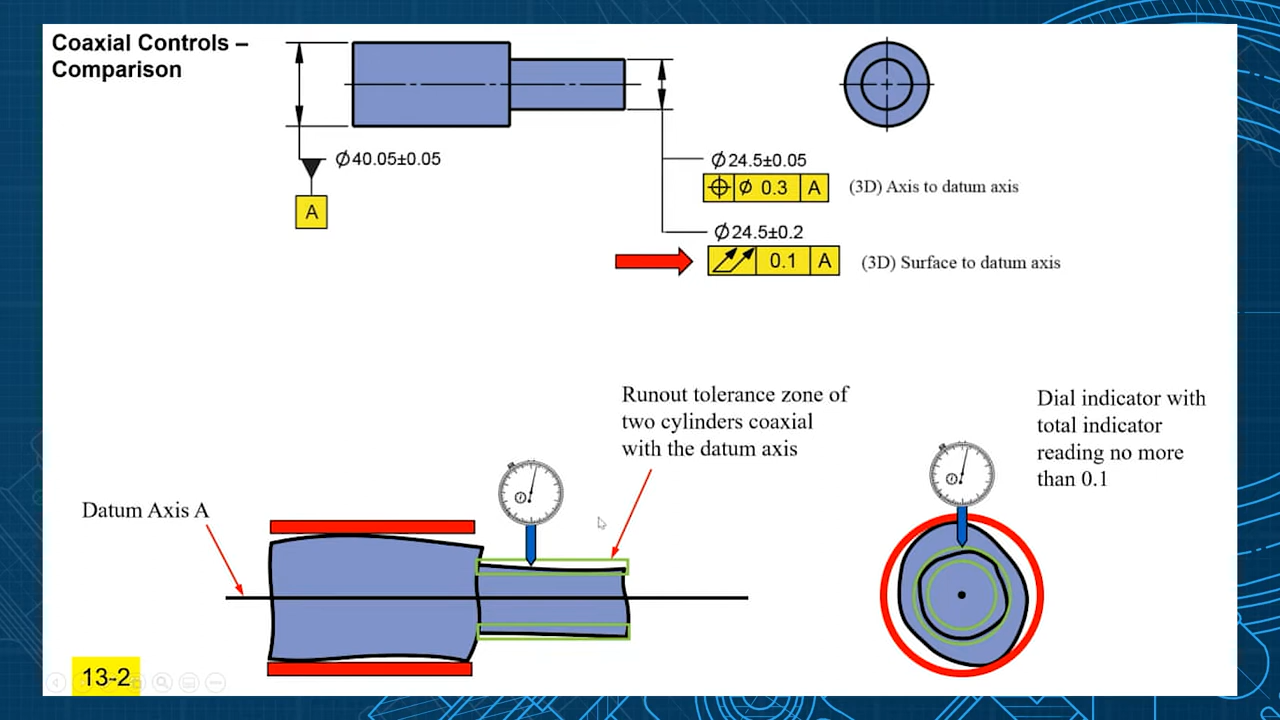 Coaxial Controls –
Comparison
Ø40.05±0.05
A
Ø24.5±0.05
⌖ Ø 0.3 A
(3D) Axis to datum axis
Ø24.5±0.2
⌰ 0.1 A
(3D) Surface to datum axis
Runout tolerance zone of
two cylinders coaxial
with the datum axis
Dial indicator with
total indicator
reading no more
than 0.1
Datum Axis A
13-2